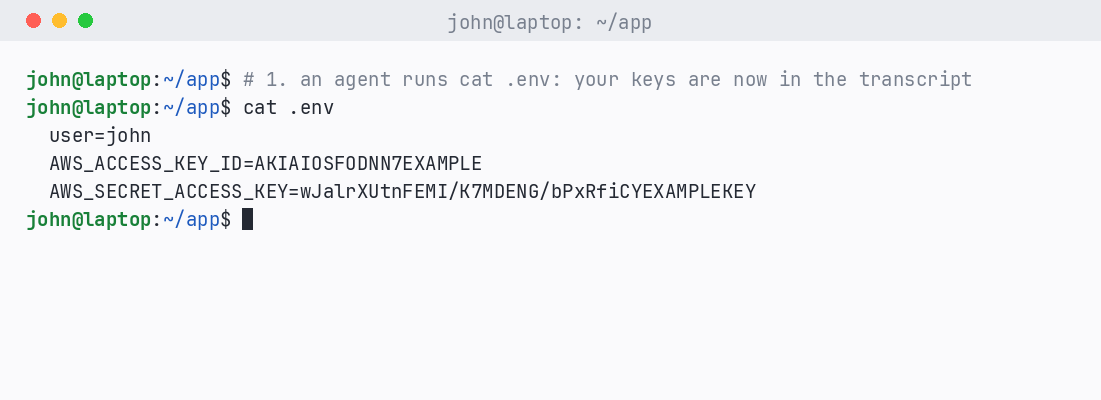 john@laptop: ~/app
john@laptop:~/app$ # 1. an agent runs cat .env: your keys are now in the transcript
john@laptop:~/app$ cat .env
user=john
AWS_ACCESS_KEY_ID=AKIAIOSFODNN7EXAMPLE
AWS_SECRET_ACCESS_KEY=wJalrXUtnFEMI/K7MDENG/bPxRfiCYEXAMPLEKEY
john@laptop:~/app$